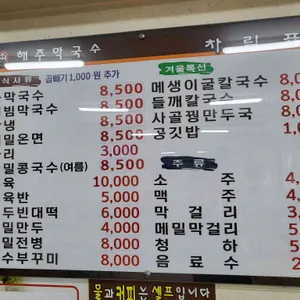 해주막국수 차림표
식사류 곱빼기 1,000 원 추가
막국수 8,500
빔막국수 8,500
냉 8,500
밀온면 8,500
리 3,000
밀콩국수(여름) 8,500
육 10,000
육반 5,000
두빈대떡 6,000
밀만두 4,000
밀전병 8,000
수부꾸미 8,000
겨울특선
메생이굴칼국수 8
들깨칼국수 8
사골떡만두국 8,0
공깃밥 1,
주류
소주 4
맥주 4
막걸리 3
메밀막걸리
청하 5
음료수 2
물과커피는 셀프입니다